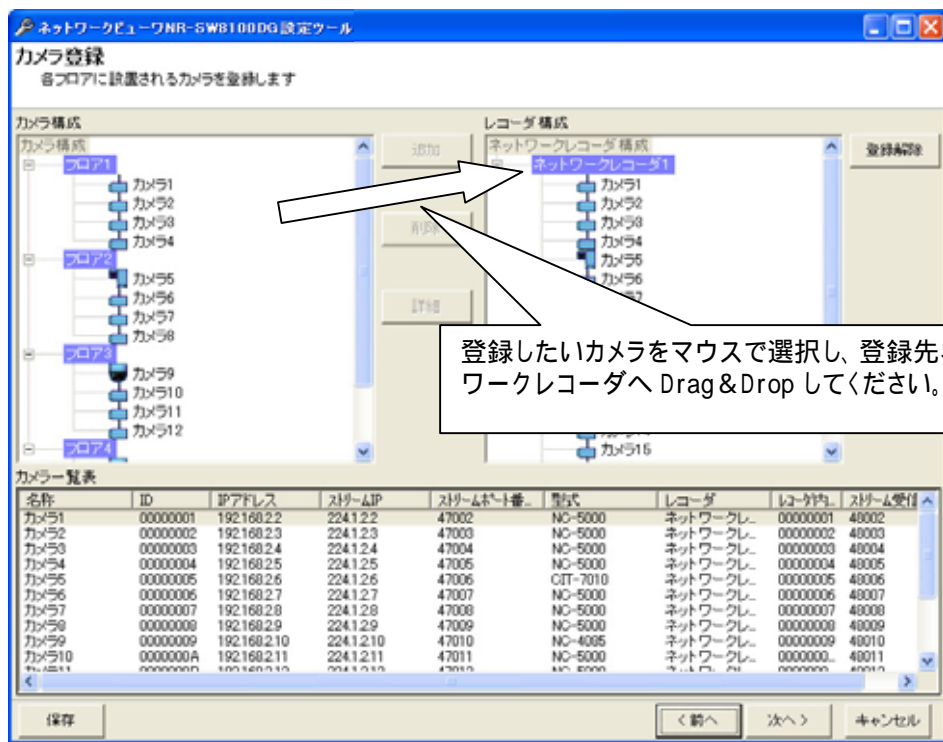 ネットワークビューワNR-SW8100DG設定ツール
カメラ登録
各フロアに設置されるカメラを登録します
カメラ構成
レコーダ構成
カメラ構成
フロア1
カメラ1
カメラ2
カメラ3
カメラ4
フロア2
カメラ5
カメラ6
カメラ7
カメラ8
フロア3
カメラ9
カメラ10
カメラ11
カメラ12
フロア4
追加
削除
詳細
ネットワークレコーダ構成
ネットワークレコーダ1
カメラ1
カメラ2
カメラ3
カメラ4
カメラ5
カメラ6
カメラ15
登録解除
登録したいカメラをマウスで選択し、登録先
ワークレコーダへ Drag&Drop してください。
カメラ一覧表
名称 ID IPアドレス ストリームIP ストリームポート番... 型式 レコーダ レコーダ内... ストリーム受信
カメラ1 00000001 192.168.2.2 224.1.2.2 47002 NC-5000 ネットワークレ... 00000001 48002
カメラ2 00000002 192.168.2.3 224.1.2.3 47003 NC-5000 ネットワークレ... 00000002 48003
カメラ3 00000003 192.168.2.4 224.1.2.4 47004 NC-5000 ネットワークレ... 00000003 48004
カメラ4 00000004 192.168.2.5 224.1.2.5 47005 NC-5000 ネットワークレ... 00000004 48005
カメラ5 00000005 192.168.2.6 224.1.2.6 47006 CIT-7010 ネットワークレ... 00000005 48006
カメラ6 00000006 192.168.2.7 224.1.2.7 47007 NC-5000 ネットワークレ... 00000006 48007
カメラ7 00000007 192.168.2.8 224.1.2.8 47008 NC-5000 ネットワークレ... 00000007 48008
カメラ8 00000008 192.168.2.9 224.1.2.9 47009 NC-5000 ネットワークレ... 00000008 48009
カメラ9 00000009 192.168.2.10 224.1.2.10 47010 NC-4085 ネットワークレ... 00000009 48010
カメラ10 0000000A 192.168.2.11 224.1.2.11 47011 NC-5000 ネットワークレ... 0000000... 48011
保存
< 前へ
次へ >
キャンセル